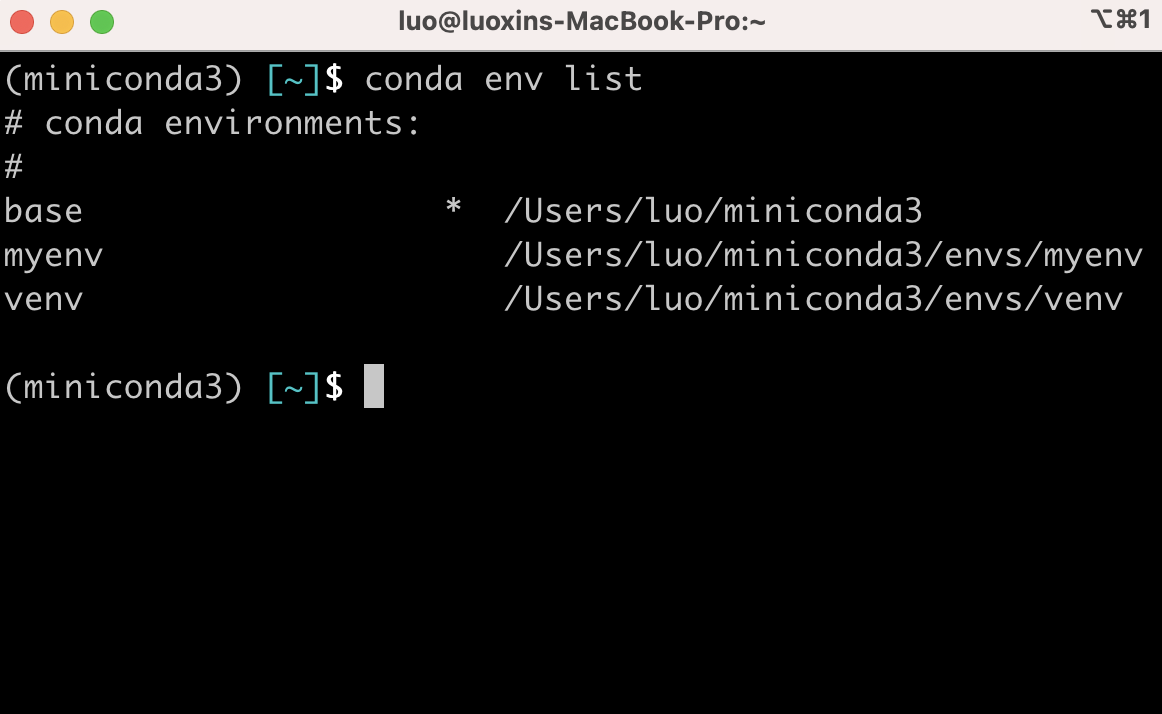 luo@luoxins-MacBook-Pro:~ ⌥⌘1
(miniconda3) [~]$ conda env list
# conda environments:
#
base                  *  /Users/luo/miniconda3
myenv                    /Users/luo/miniconda3/envs/myenv
venv                     /Users/luo/miniconda3/envs/venv
(miniconda3) [~]$